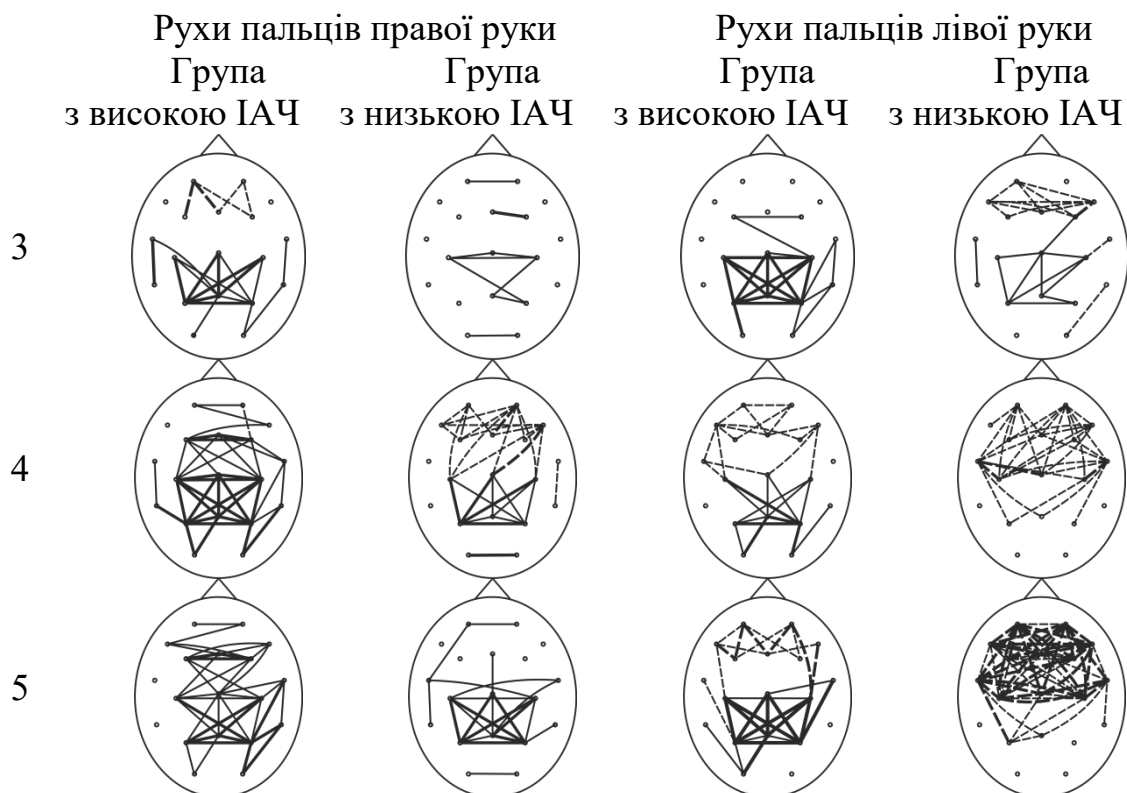 Рухи пальців правої руки Рухи пальців лівої руки
Група Група Група Група
з високою ІАЧ з низькою ІАЧ з високою ІАЧ з низькою ІАЧ
3
4
5